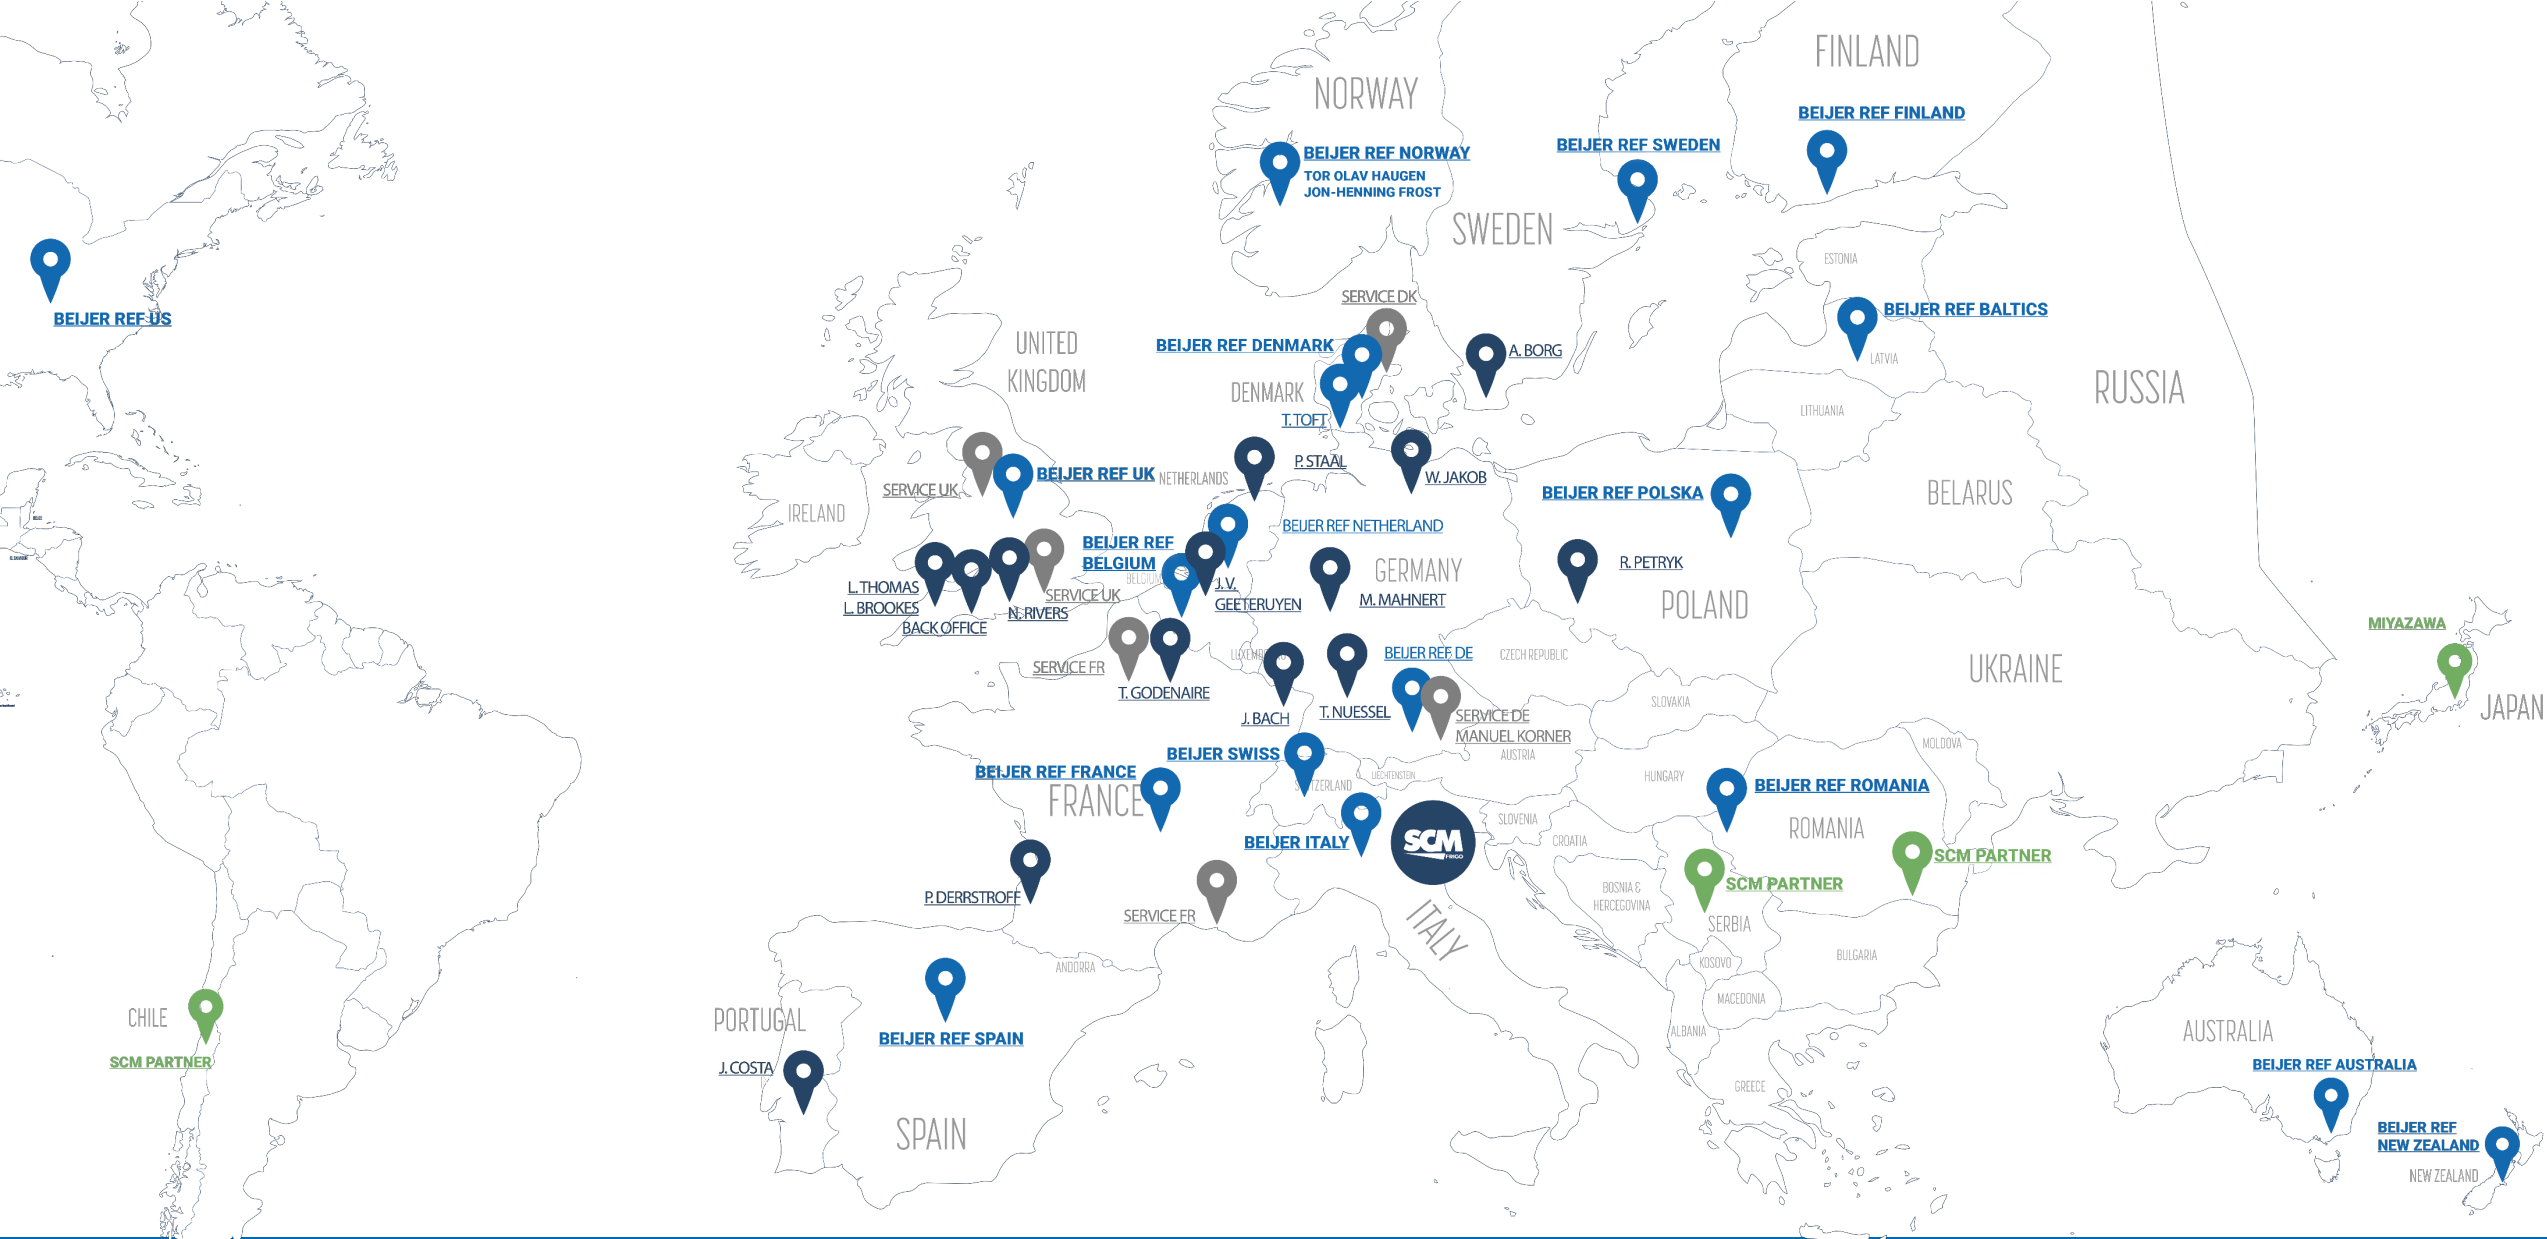 FINLAND
NORWAY
BEIJER REF FINLAND
BEIJER REF SWEDEN
BEIJER REF NORWAY
TOR OLAV HAUGEN
JON-HENNING FROST
SWEDEN
ESTONIA
BEIJER REF US
SERVICE DK
BEIJER REF BALTICS
UNITED
KINGDOM
BEIJER REF DENMARK
A. BORG
LATVIA
DENMARK
RUSSIA
T. TOFT
LITHUANIA
P. STAAL
W. JAKOB
BEIJER REF UK
NETHERLANDS
SERVICE UK
BEIJER REF POLSKA
BELARUS
IRELAND
BEIJER REF NETHERLAND
BEIJER REF
BELGIUM
BELGIUM
GERMANY
R. PETRYK
L. THOMAS
L. BROOKES
BACK OFFICE
N. RIVERS
SERVICE UK
J.V.
GEETERUYEN
M. MAHNERT
POLAND
MIYAZAWA
SERVICE FR
T. GODENAIRE
BEIJER REF DE
CZECH REPUBLIC
UKRAINE
J. BACH
T. NUESSEL
SLOVAKIA
JAPAN
SERVICE DE
MANUEL KORNER
AUSTRIA
MOLDOVA
BEIJER SWISS
BEIJER REF FRANCE
FRANCE
LIECHTENSTEIN
HUNGARY
BEIJER REF ROMANIA
BEIJER ITALY
SCM
FRIGO
SLOVENIA
CROATIA
ROMANIA
SCM PARTNER
SCM PARTNER
BOSNIA &
HERCEGOVINA
P. DERRSTROFF
SERVICE FR
ITALY
SERBIA
ANDORRA
KOSOVO
BULGARIA
MACEDONIA
CHILE
PORTUGAL
BEIJER REF SPAIN
ALBANIA
AUSTRALIA
SCM PARTNER
J. COSTA
BEIJER REF AUSTRALIA
GREECE
SPAIN
BEIJER REF
NEW ZEALAND
NEW ZEALAND